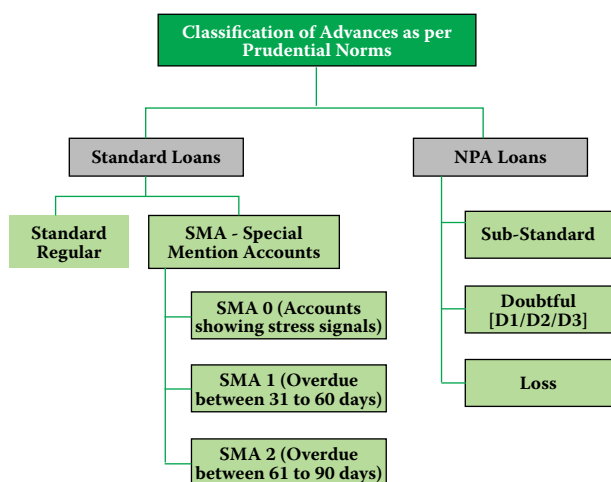 Classification of Advances as per
Prudential Norms
Standard Loans
NPA Loans
Standard
Regular
SMA - Special
Mention Accounts
SMA 0 (Accounts
showing stress signals)
SMA 1 (Overdue
between 31 to 60 days)
SMA 2 (Overdue
between 61 to 90 days)
Sub-Standard
Doubtful
[D1/D2/D3]
Loss